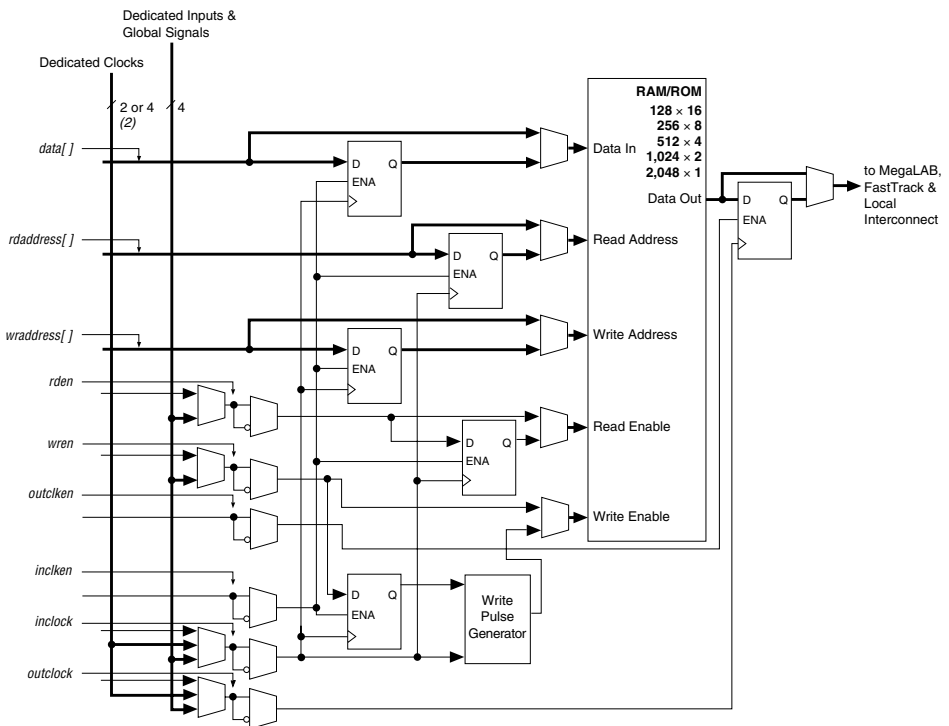 Dedicated Inputs &
Global Signals
Dedicated Clocks
2 or 4
(2)
4
RAM/ROM
128 × 16
256 × 8
512 × 4
1,024 × 2
2,048 × 1
data[ ]
D
Q
ENA
Data In
Data Out
D
Q
ENA
to MegaLAB,
FastTrack &
Local
Interconnect
rdaddress[ ]
D
Q
ENA
Read Address
wraddress[ ]
D
Q
ENA
Write Address
rden
D
Q
ENA
Read Enable
wren
outclken
Write Enable
inclken
D
Q
ENA
Write
Pulse
Generator
inclock
outclock